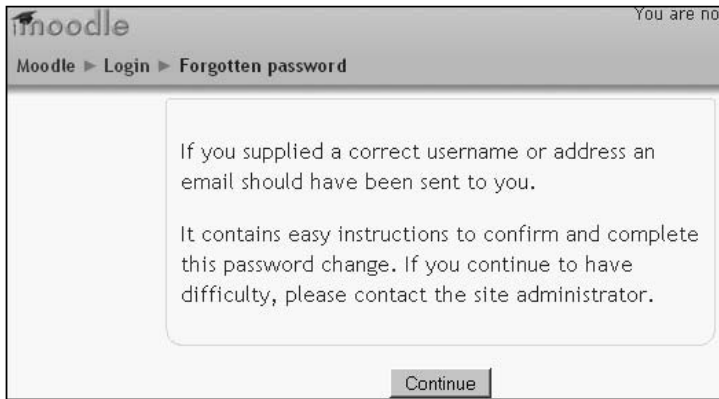 moodle
You are no
Moodle ► Login ► Forgotten password
If you supplied a correct username or address an
email should have been sent to you.
It contains easy instructions to confirm and complete
this password change. If you continue to have
difficulty, please contact the site administrator.
Continue